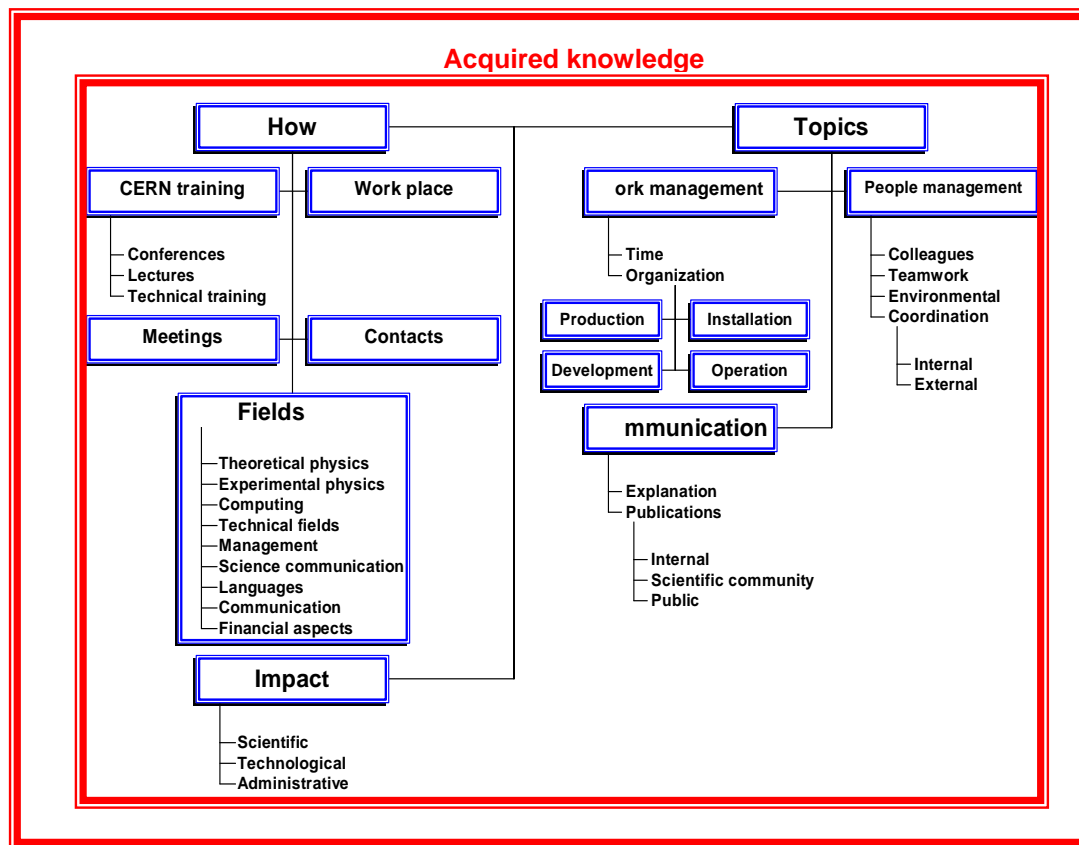 Acquired knowledge
How
Topics
CERN training
Work place
ork management
People management
Conferences
Lectures
Technical training
Time
Organization
Colleagues
Teamwork
Environmental
Coordination
Production
Installation
Meetings
Contacts
Internal
External
Development
Operation
Fields
Theoretical physics
Experimental physics
Computing
Technical fields
Management
Science communication
Languages
Communication
Financial aspects
mmunication
Explanation
Publications
Internal
Scientific community
Public
Impact
Scientific
Technological
Administrative